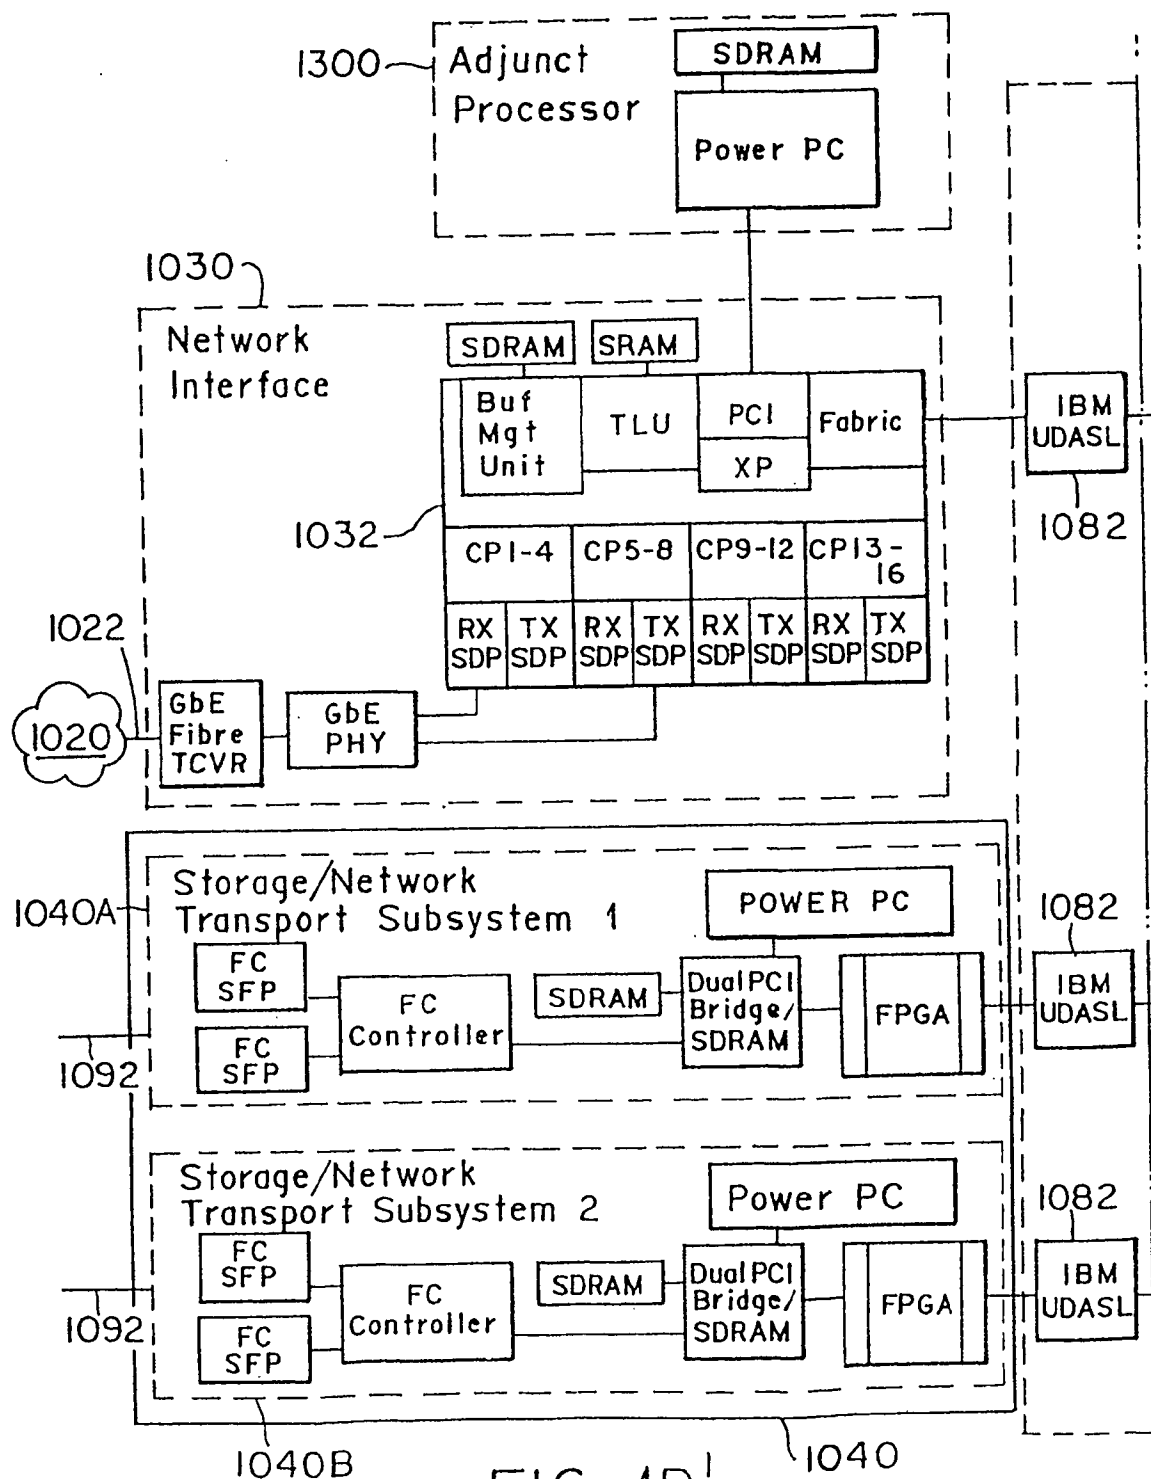 1300
Adjunct
Processor
SDRAM
Power PC
1030
Network
Interface
SDRAM
SRAM
Buf
Mgt
Unit
TLU
PCI
XP
Fabric
IBM
UDASL
1082
1032
CP1-4
CP5-8
CP9-12
CP13-
16
RX
SDP
TX
SDP
RX
SDP
TX
SDP
RX
SDP
TX
SDP
RX
SDP
TX
SDP
1022
1020
GbE
Fibre
TCVR
GbE
PHY
1040A
Storage/Network
Transport Subsystem 1
POWER PC
FC
SFP
FC
SFP
FC
Controller
SDRAM
Dual PCI
Bridge/
SDRAM
FPGA
1082
IBM
UDASL
1092
Storage/Network
Transport Subsystem 2
Power PC
FC
SFP
FC
SFP
FC
Controller
SDRAM
Dual PCI
Bridge/
SDRAM
FPGA
1082
IBM
UDASL
1092
1040B
1040